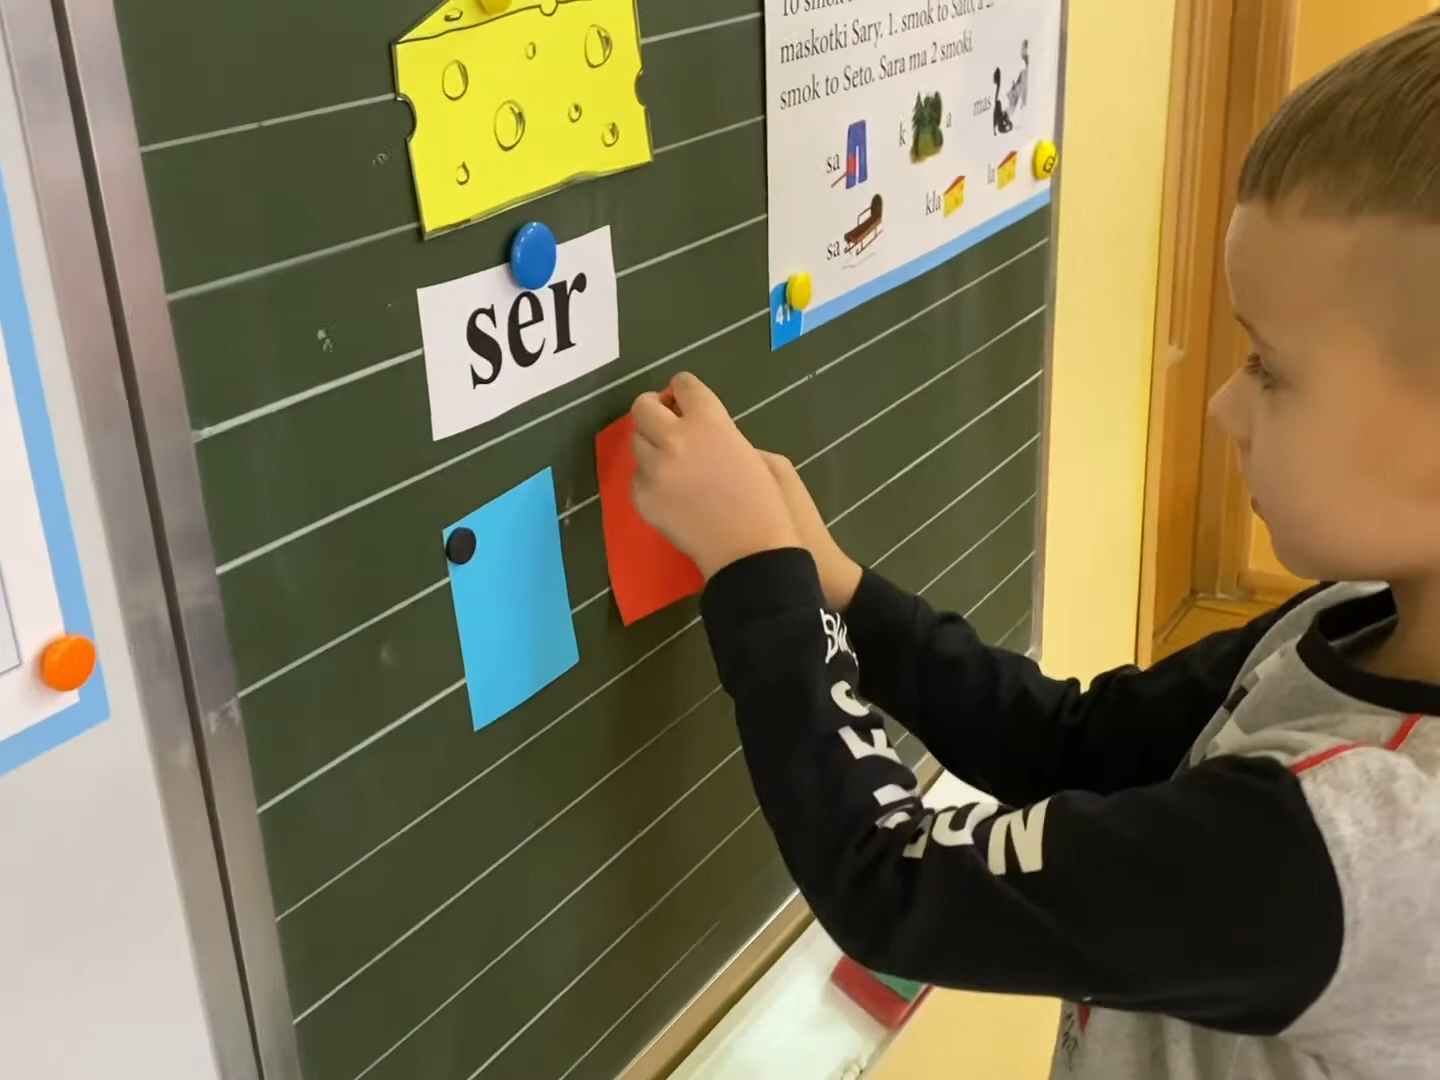 maskotki Sary. 1. smok to Sato, a 2.
smok to Seto. Sara ma 2 smoki.
sa
k a
mas
sa
kla
la
ser
41